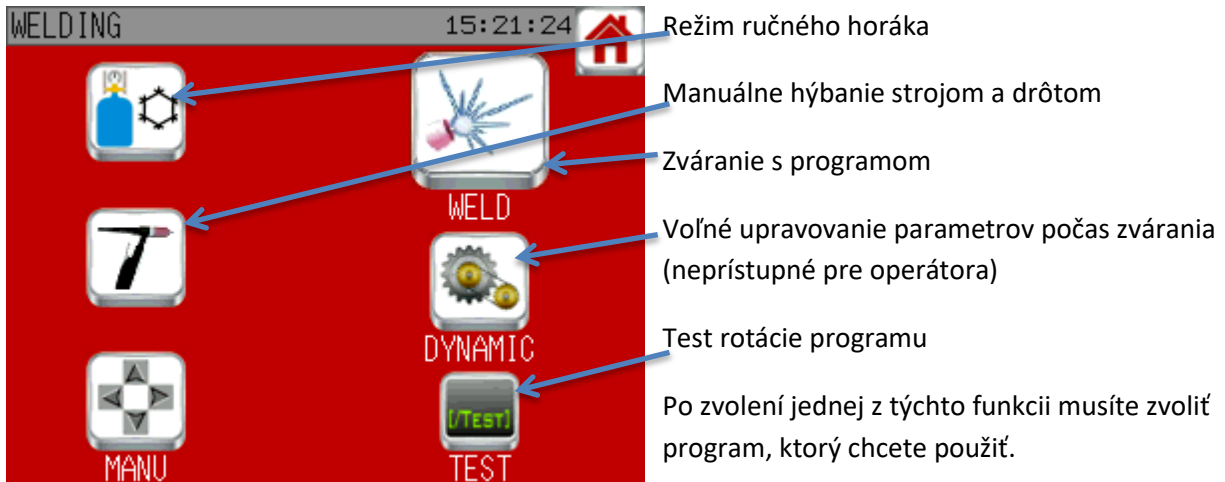 WELDING
15:21:24
WELD
DYNAMIC
[/TEST]
MANU
TEST
Režim ručného horáka
Manuálne hýbanie strojom a drôtom
Zváranie s programom
Voľné upravovanie parametrov počas zvárania
(neprístupné pre operátora)
Test rotácie programu
Po zvolení jednej z týchto funkcii musíte zvoliť
program, ktorý chcete použiť.